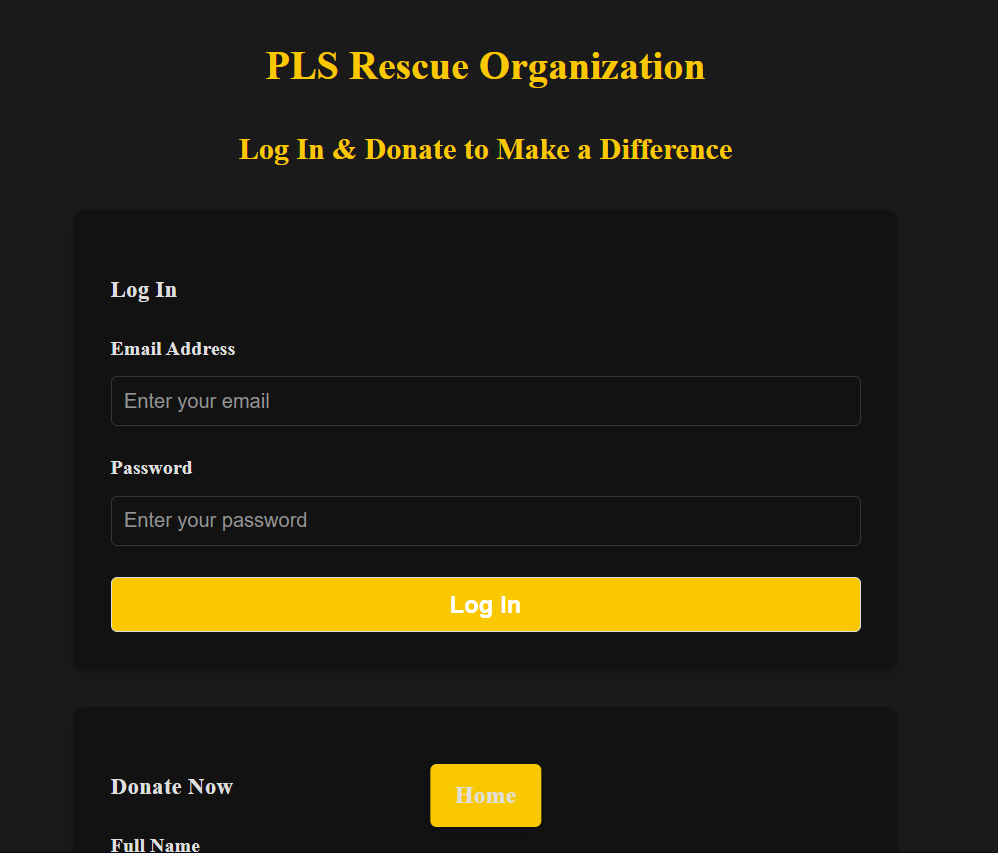 PLS Rescue Organization
Log In & Donate to Make a Difference
Log In
Email Address
Enter your email
Password
Enter your password
Log In
Donate Now
Home
Full Name